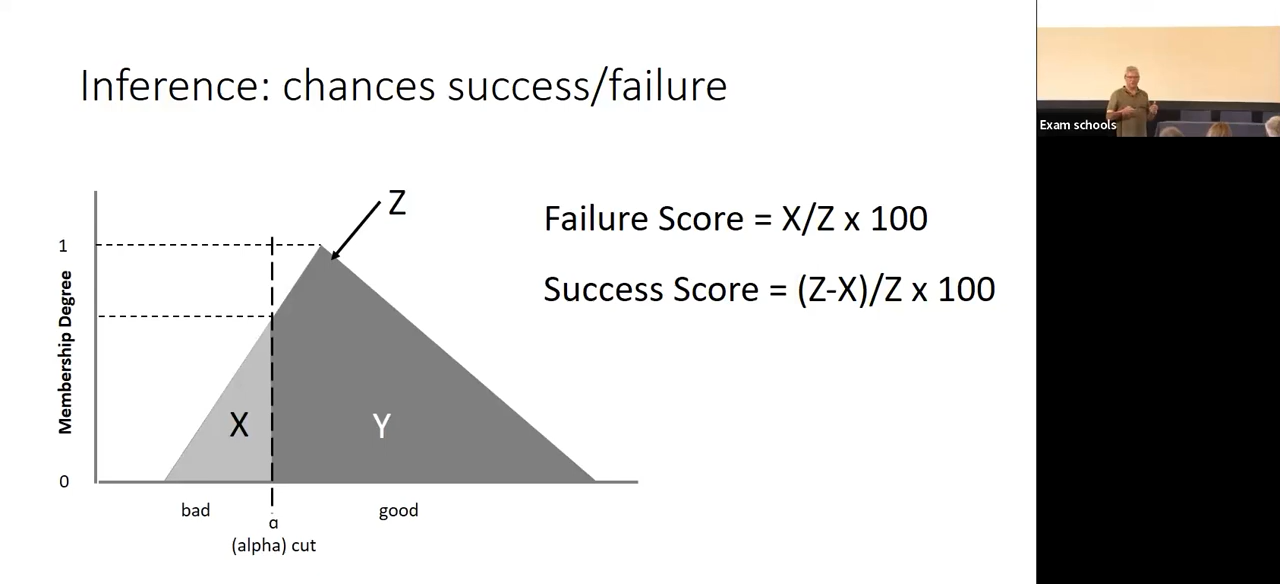 Inference: chances success/failure
Exam schools
Z
Failure Score = X/Z x 100
Success Score = (Z-X)/Z x 100
1
Membership Degree
X
Y
0
bad
good
α
(alpha) cut